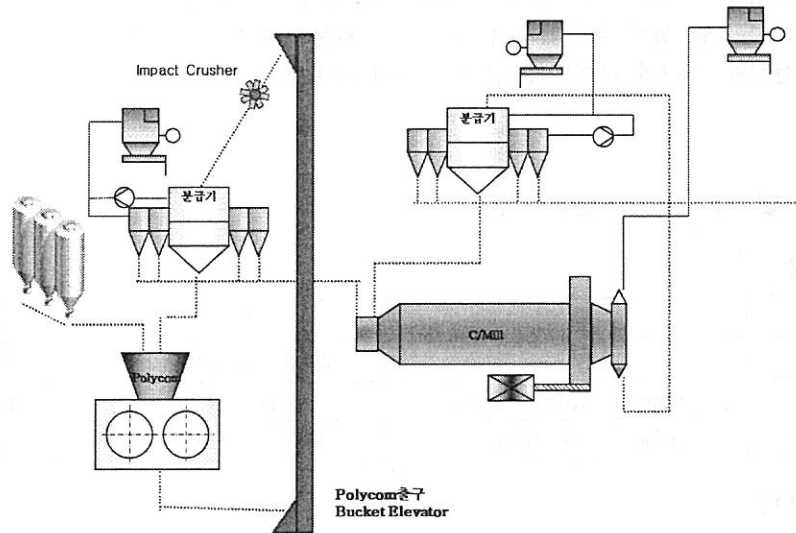 Impact Crusher
분급기
분급기
C/Mill
Polycom
Polycom출구
Bucket Elevator